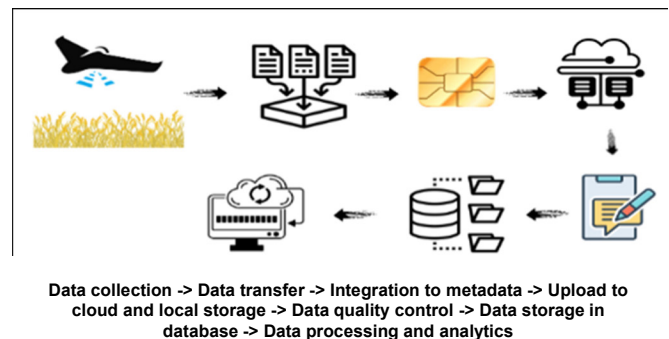 Data collection -> Data transfer -> Integration to metadata -> Upload to
cloud and local storage -> Data quality control -> Data storage in
database -> Data processing and analytics